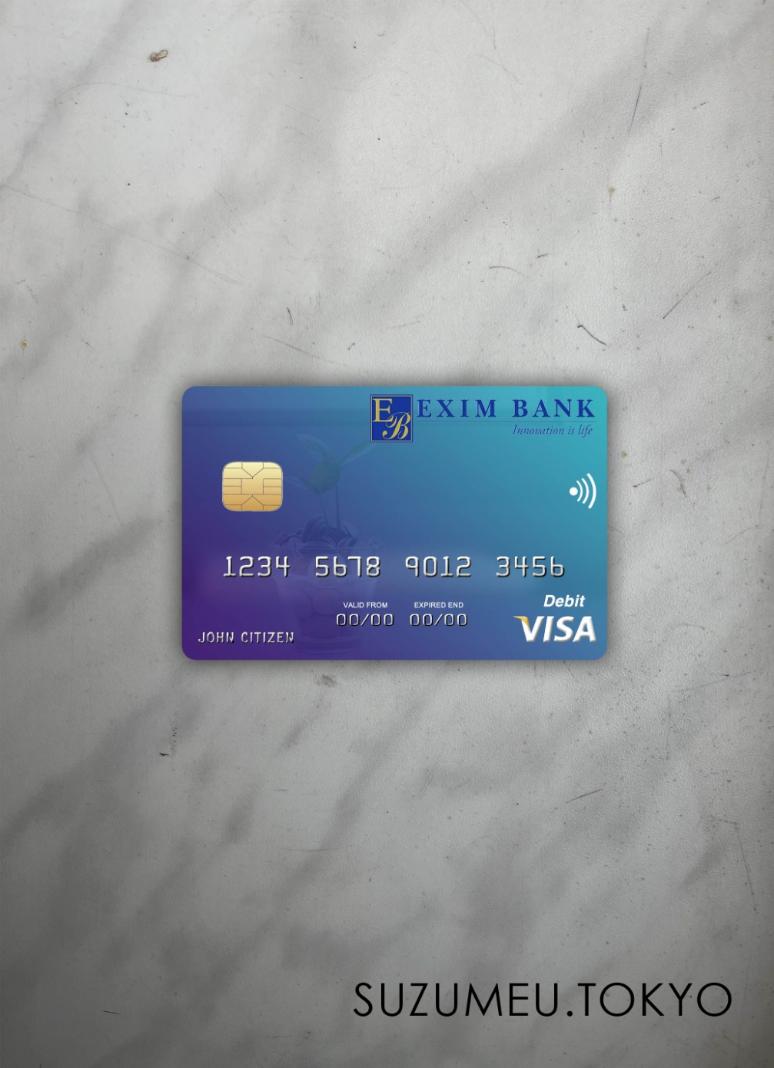 EB EXIM BANK
Innovation is life
1234 5678 9012 3456
VALID FROM EXPIRED END
00/00 00/00
JOHN CITIZEN
Debit
VISA
SUZUMEU.TOKYO